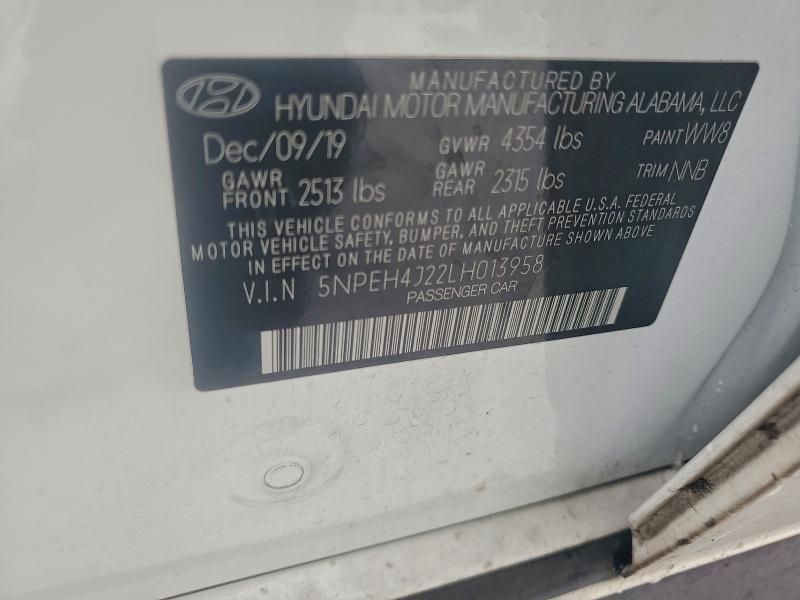 MANUFACTURED BY
HYUNDAI MOTOR MANUFACTURING ALABAMA, LLC
Dec/09/19 GVWR 4354 lbs PAINT WW8
GAWR FRONT 2513 lbs GAWR REAR 2315 lbs TRIM NNB
THIS VEHICLE CONFORMS TO ALL APPLICABLE U.S.A. FEDERAL
MOTOR VEHICLE SAFETY, BUMPER, AND THEFT PREVENTION STANDARDS
IN EFFECT ON THE DATE OF MANUFACTURE SHOWN ABOVE
V.I.N 5NPEH4J22LH013958
PASSENGER CAR